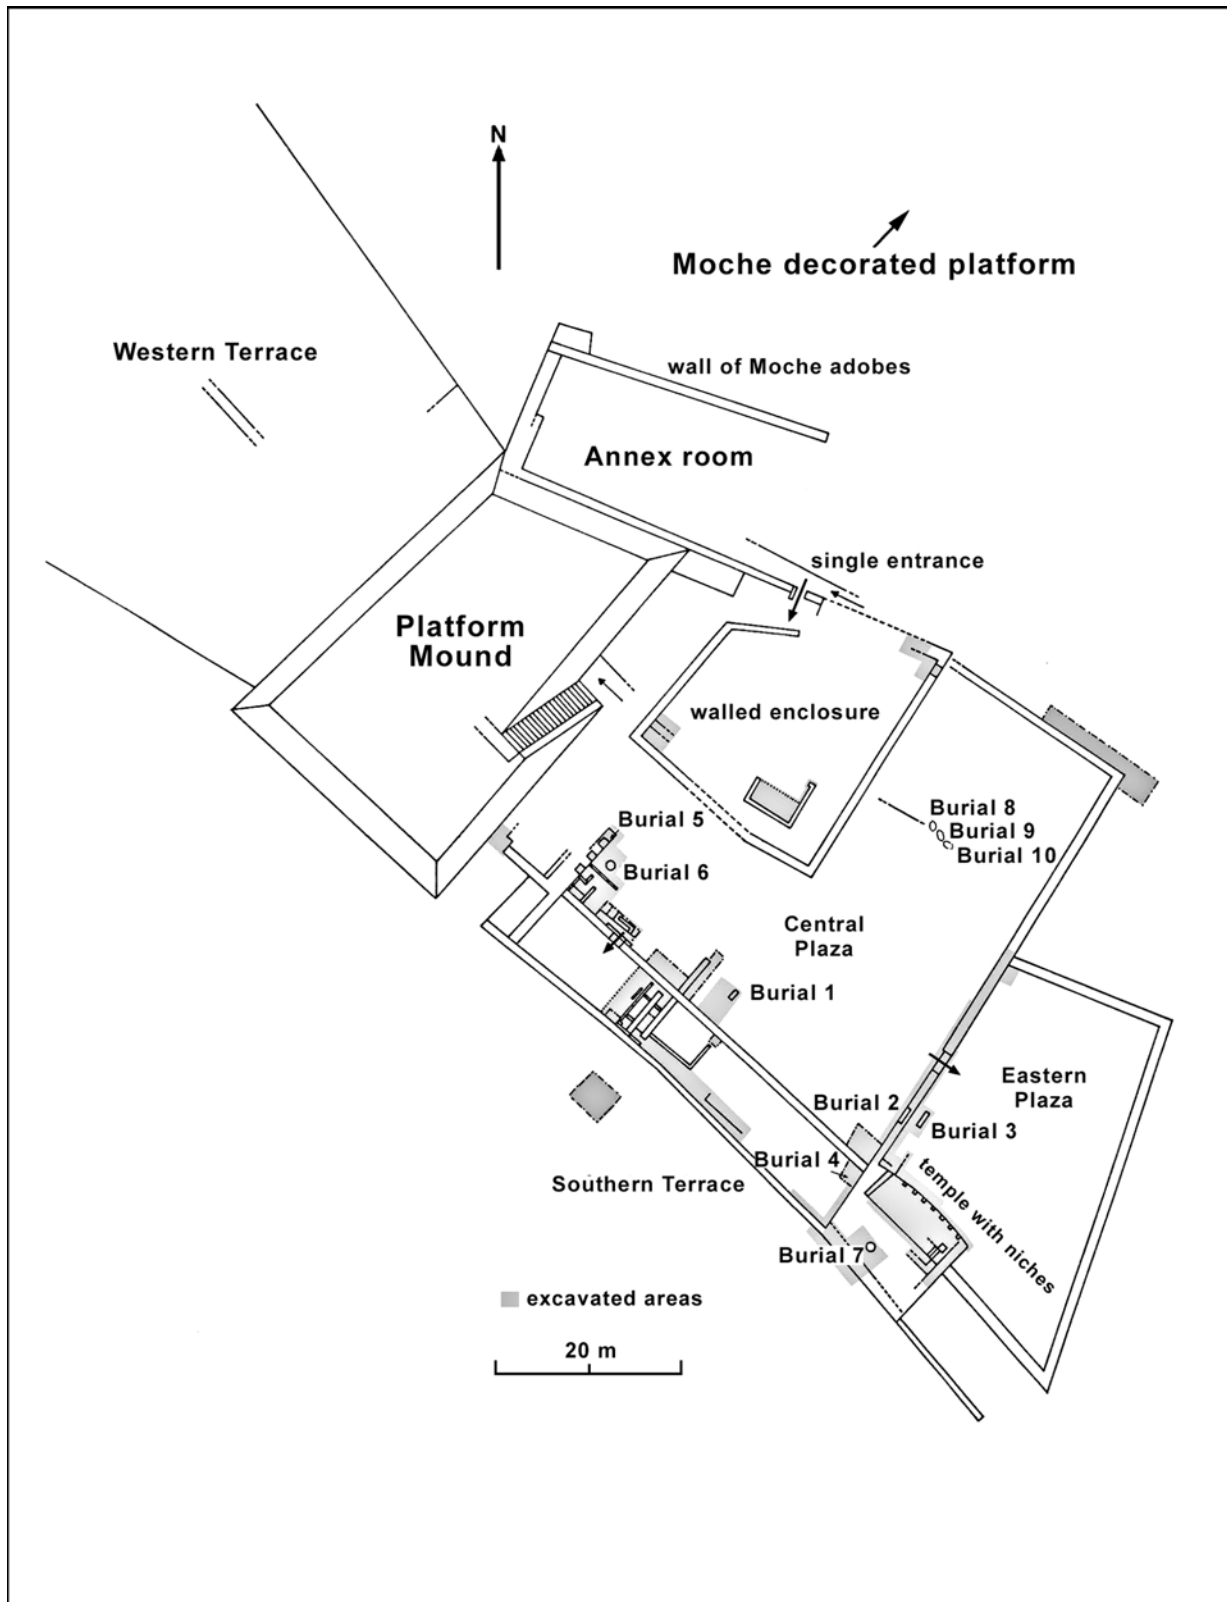 N
Moche decorated platform
Western Terrace
wall of Moche adobes
Annex room
single entrance
Platform
Mound
walled enclosure
Burial 8
Burial 9
Burial 10
Burial 5
Burial 6
Central
Plaza
Burial 1
Eastern
Plaza
Burial 2
Burial 3
Burial 4
temple with niches
Southern Terrace
Burial 7
excavated areas
20 m